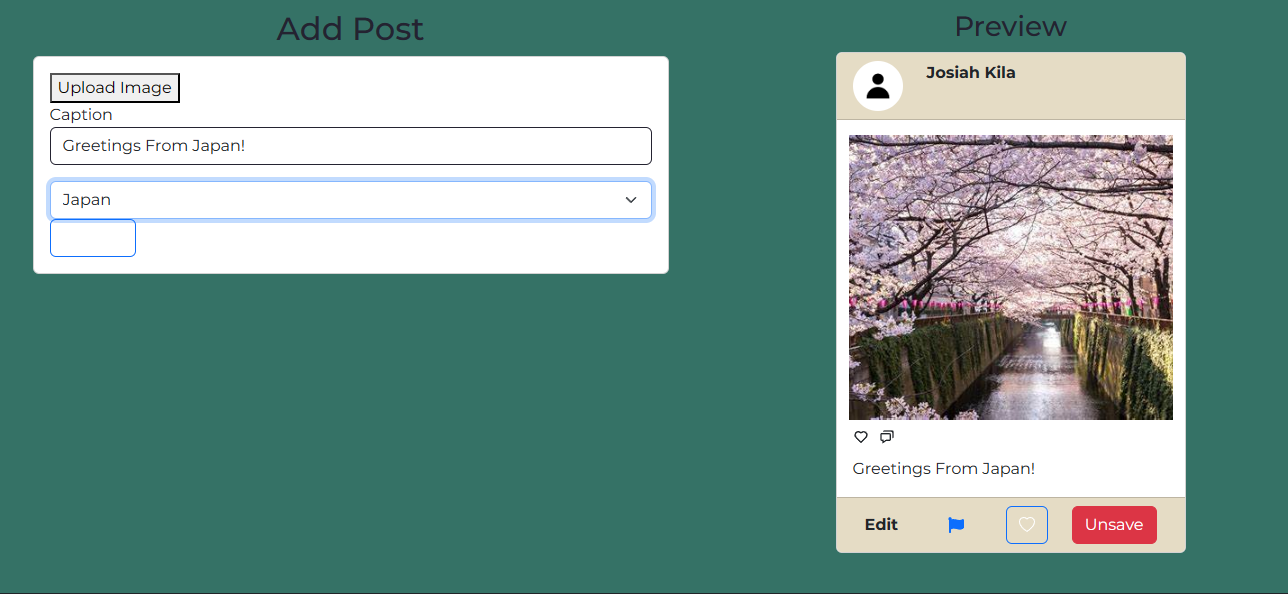 Add Post
Upload Image
Caption
Greetings From Japan!
Japan
Preview
Josiah Kila
Greetings From Japan!
Edit
Unsave